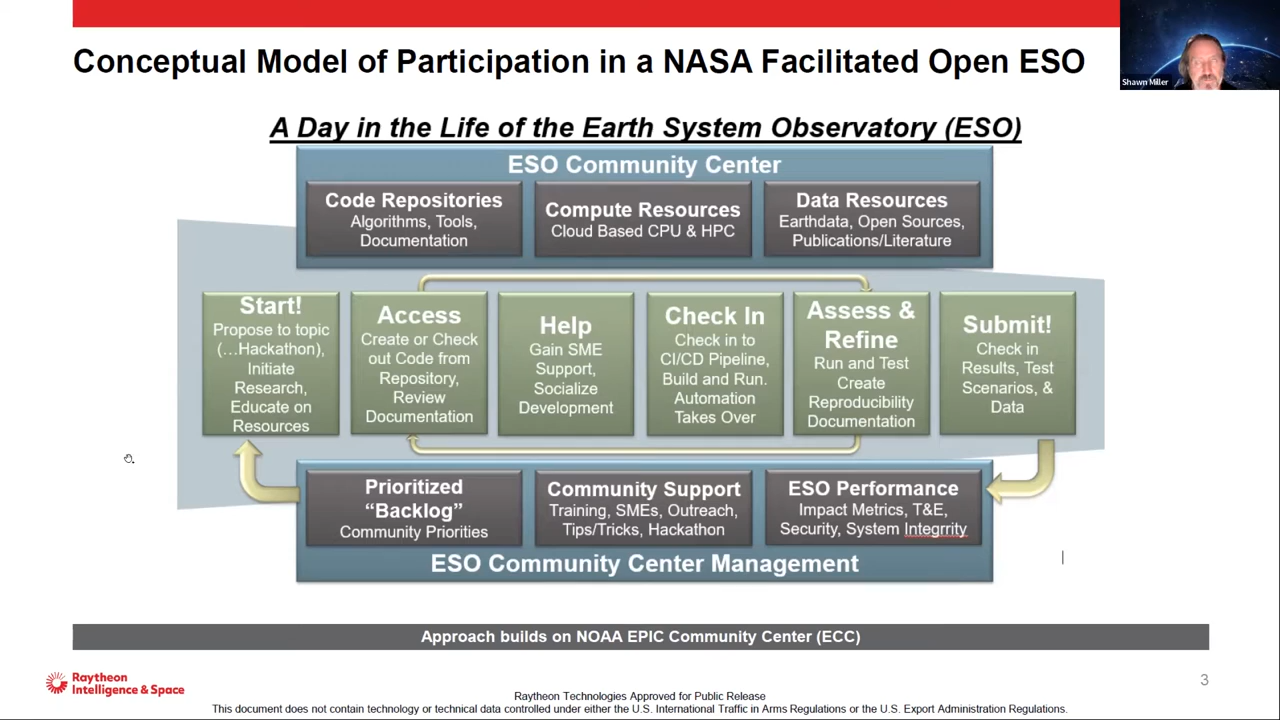 Conceptual Model of Participation in a NASA Facilitated Open ESO
Shawn Miller
A Day in the Life of the Earth System Observatory (ESO)
ESO Community Center
Code Repositories
Algorithms, Tools,
Documentation
Compute Resources
Cloud Based CPU & HPC
Data Resources
Earthdata, Open Sources,
Publications/Literature
Start!
Propose to topic
(…Hackathon),
Initiate
Research,
Educate on
Resources
Access
Create or Check
out Code from
Repository,
Review
Documentation
Help
Gain SME
Support,
Socialize
Development
Check In
Check in to
CI/CD Pipeline,
Build and Run.
Automation
Takes Over
Assess &
Refine
Run and Test
Create
Reproducibility
Documentation
Submit!
Check in
Results, Test
Scenarios, &
Data
Prioritized
“Backlog”
Community Priorities
Community Support
Training, SMEs, Outreach,
Tips/Tricks, Hackathon
ESO Performance
Impact Metrics, T&E,
Security, System Integrrity
ESO Community Center Management
Approach builds on NOAA EPIC Community Center (ECC)
Raytheon
Intelligence & Space
3
Raytheon Technologies Approved for Public Release
This document does not contain technology or technical data controlled under either the U.S. International Traffic in Arms Regulations or the U.S. Export Administration Regulations.